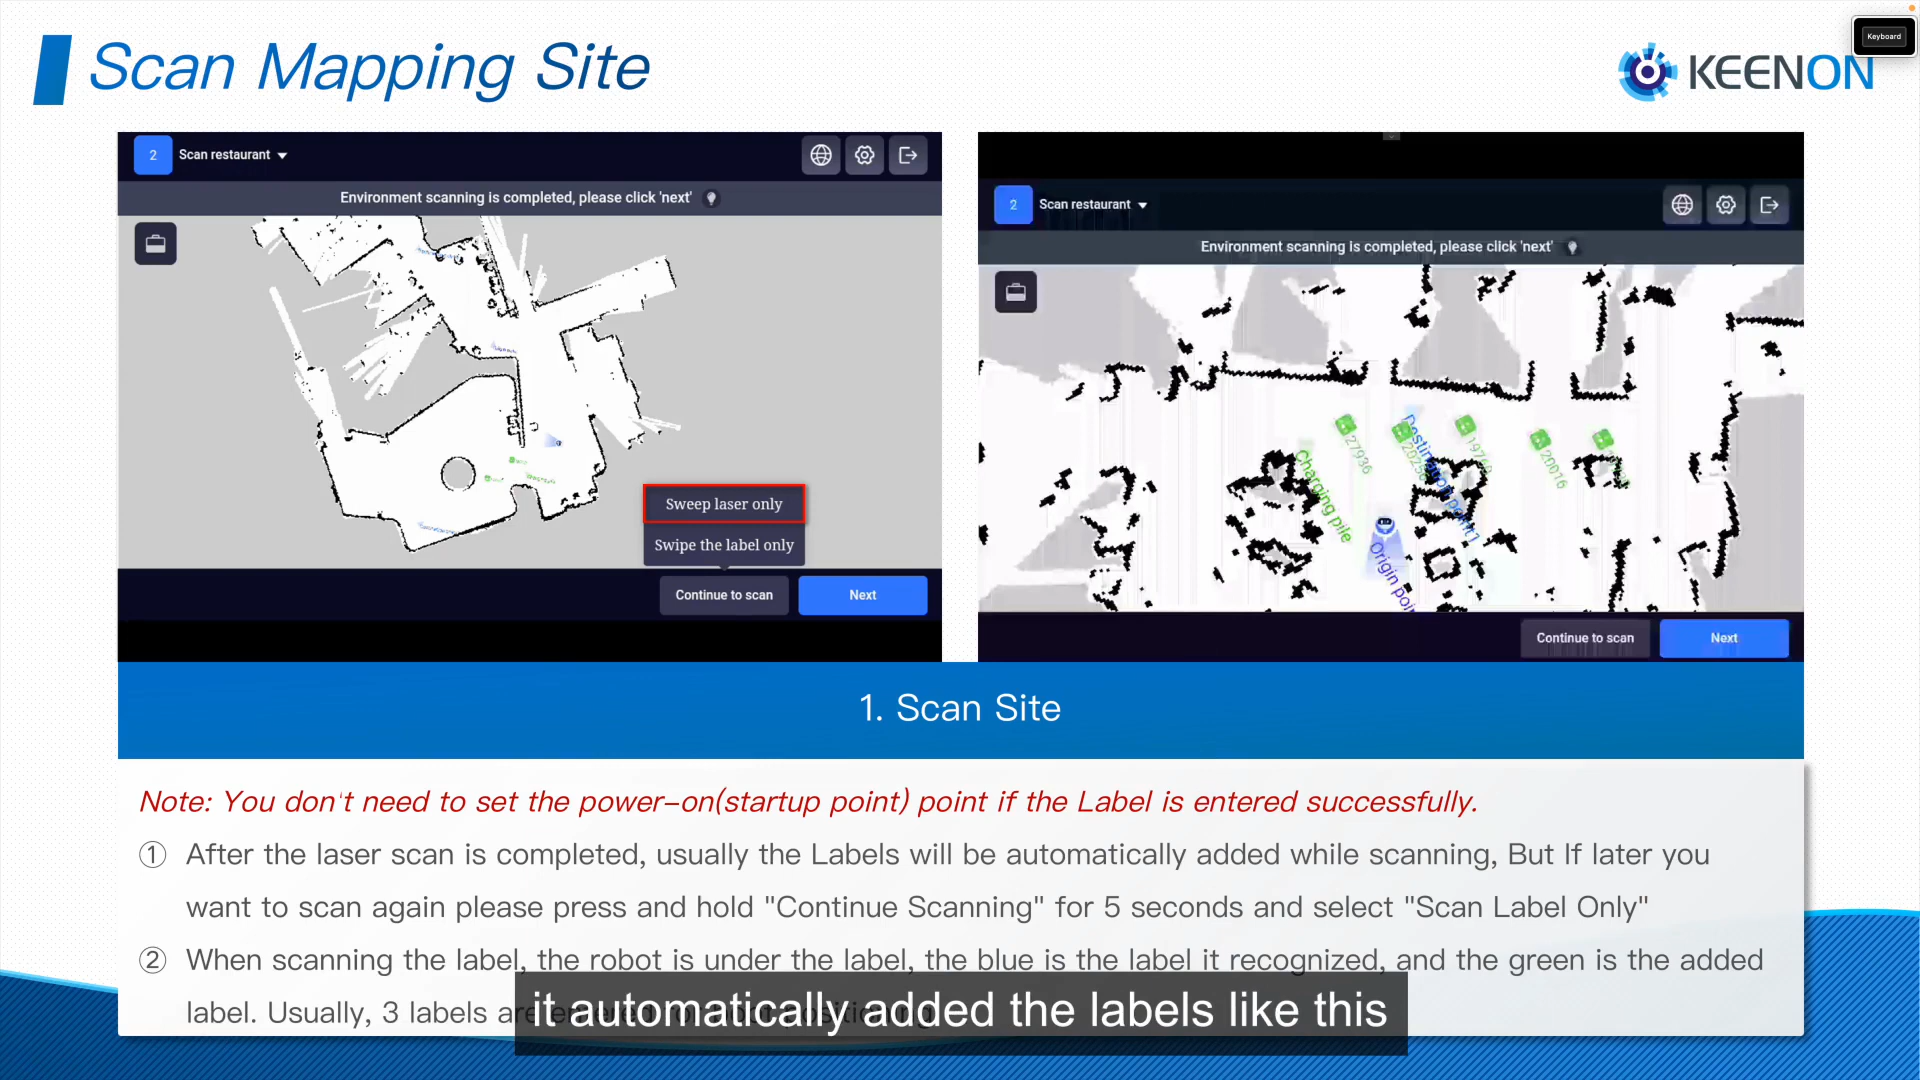 Scan Mapping Site
KEENON
Keyboard
2 Scan restaurant
Environment scanning is completed, please click 'next'
Sweep laser only
Swipe the label only
Continue to scan
Next
2 Scan restaurant
Environment scanning is completed, please click 'next'
27936
Destination point1
20016
Charging pile
Origin poi
Continue to scan
Next
1. Scan Site
Note: You don't need to set the power-on(startup point) point if the Label is entered successfully.
① After the laser scan is completed, usually the Labels will be automatically added while scanning, But If later you
want to scan again please press and hold "Continue Scanning" for 5 seconds and select "Scan Label Only"
② When scanning the label, the robot is under the label, the blue is the label it recognized, and the green is the added
label. Usually, 3 labels are
it automatically added the labels like this